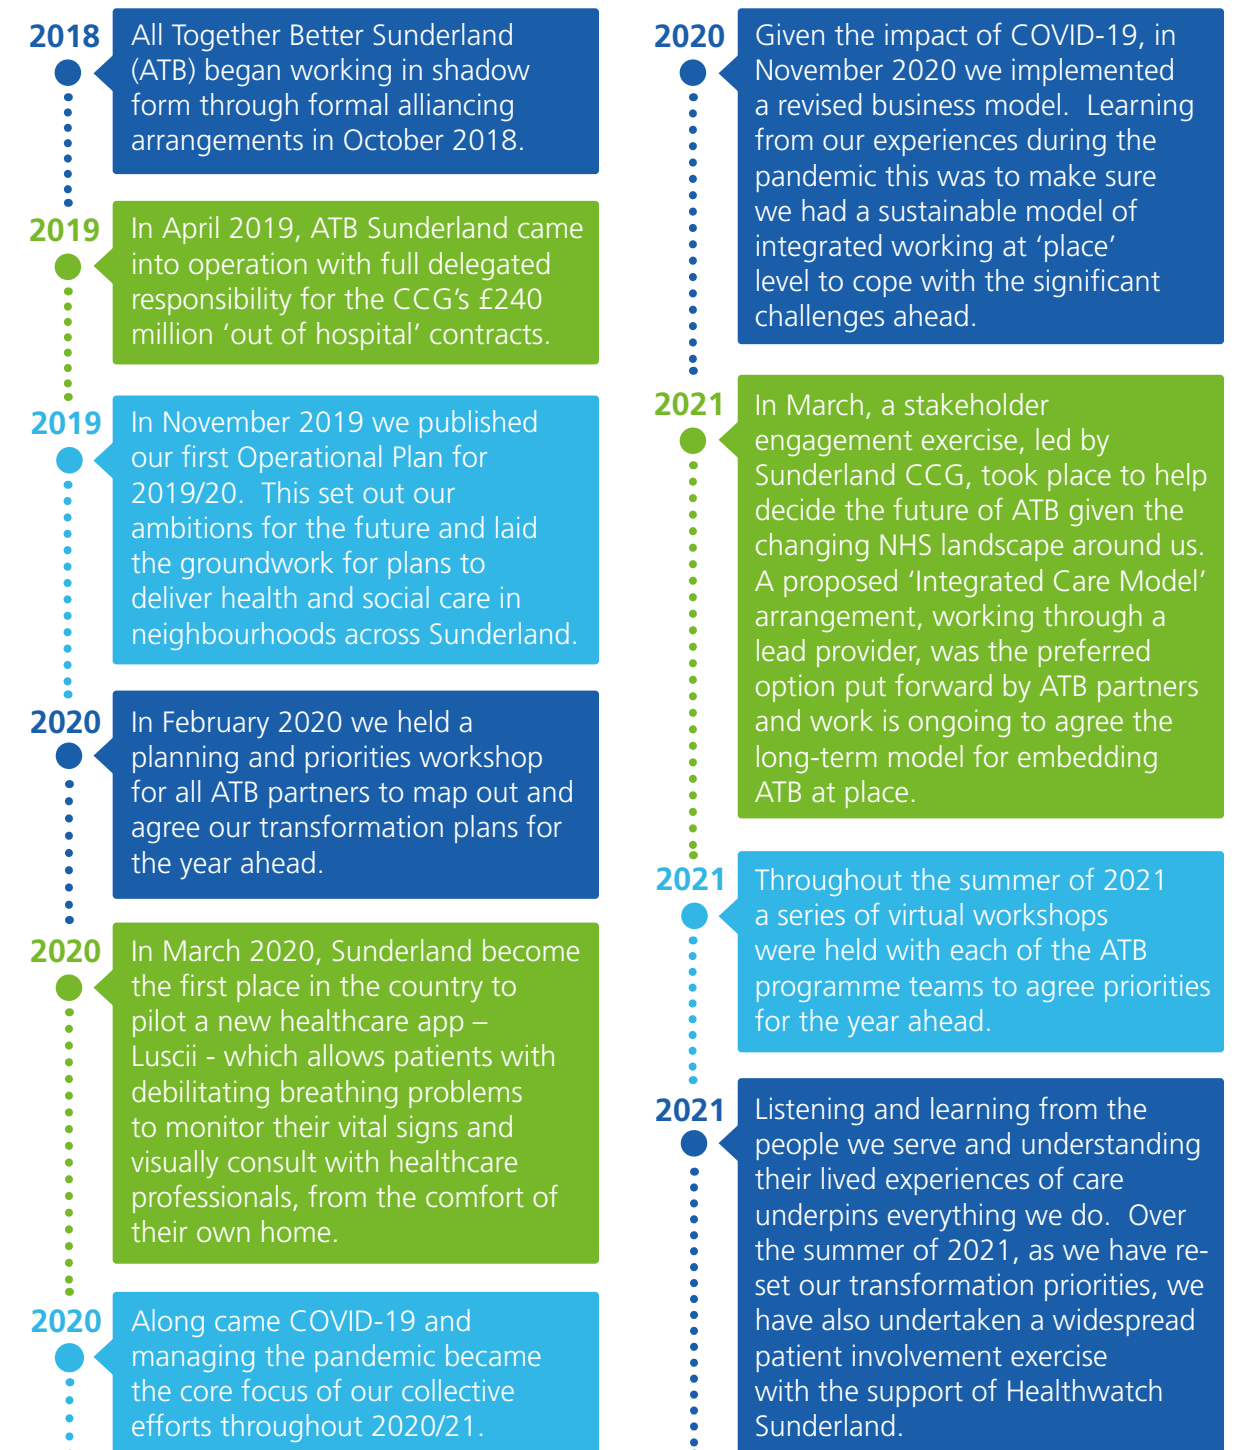 2018
All Together Better Sunderland
(ATB) began working in shadow
form through formal alliancing
arrangements in October 2018.
2019
In April 2019, ATB Sunderland came
into operation with full delegated
responsibility for the CCG’s £240
million ‘out of hospital’ contracts.
2019
In November 2019 we published
our first Operational Plan for
2019/20.  This set out our
ambitions for the future and laid
the groundwork for plans to
deliver health and social care in
neighbourhoods across Sunderland.
2020
In February 2020 we held a
planning and priorities workshop
for all ATB partners to map out and
agree our transformation plans for
the year ahead.
2020
In March 2020, Sunderland become
the first place in the country to
pilot a new healthcare app –
Luscii - which allows patients with
debilitating breathing problems
to monitor their vital signs and
visually consult with healthcare
professionals, from the comfort of
their own home.
2020
Along came COVID-19 and
managing the pandemic became
the core focus of our collective
efforts throughout 2020/21.
2020
Given the impact of COVID-19, in
November 2020 we implemented
a revised business model.  Learning
from our experiences during the
pandemic this was to make sure
we had a sustainable model of
integrated working at ‘place’
level to cope with the significant
challenges ahead.
2021
In March, a stakeholder
engagement exercise, led by
Sunderland CCG, took place to help
decide the future of ATB given the
changing NHS landscape around us.
A proposed ‘Integrated Care Model’
arrangement, working through a
lead provider, was the preferred
option put forward by ATB partners
and work is ongoing to agree the
long-term model for embedding
ATB at place.
2021
Throughout the summer of 2021
a series of virtual workshops
were held with each of the ATB
programme teams to agree priorities
for the year ahead.
2021
Listening and learning from the
people we serve and understanding
their lived experiences of care
underpins everything we do.  Over
the summer of 2021, as we have re-
set our transformation priorities, we
have also undertaken a widespread
patient involvement exercise
with the support of Healthwatch
Sunderland.